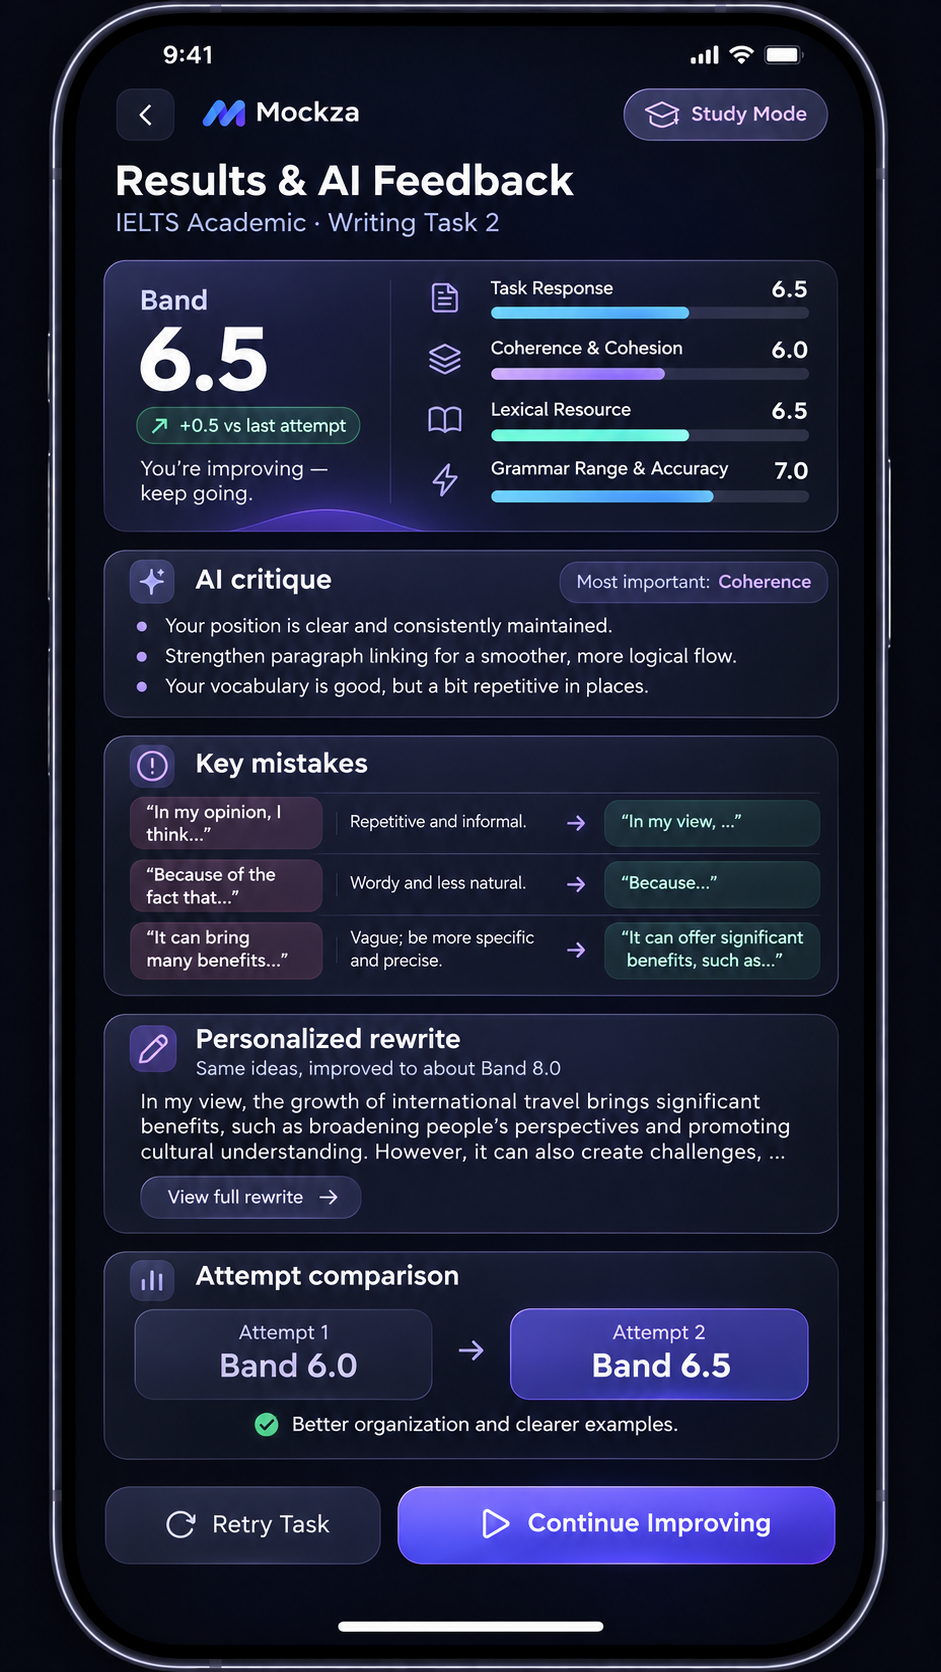 9:41
Mockza
Study Mode
Results & AI Feedback
IELTS Academic · Writing Task 2
Band
6.5
+0.5 vs last attempt
You’re improving —
keep going.
Task Response 6.5
Coherence & Cohesion 6.0
Lexical Resource 6.5
Grammar Range & Accuracy 7.0
AI critique
Most important: Coherence
Your position is clear and consistently maintained.
Strengthen paragraph linking for a smoother, more logical flow.
Your vocabulary is good, but a bit repetitive in places.
Key mistakes
“In my opinion, I
think...”
Repetitive and informal.
“In my view, ...”
“Because of the
fact that...”
Wordy and less natural.
“Because...”
“It can bring
many benefits...”
Vague; be more specific
and precise.
“It can offer significant
benefits, such as...”
Personalized rewrite
Same ideas, improved to about Band 8.0
In my view, the growth of international travel brings significant
benefits, such as broadening people’s perspectives and promoting
cultural understanding. However, it can also create challenges, ...
View full rewrite
Attempt comparison
Attempt 1
Band 6.0
Attempt 2
Band 6.5
Better organization and clearer examples.
Retry Task
Continue Improving